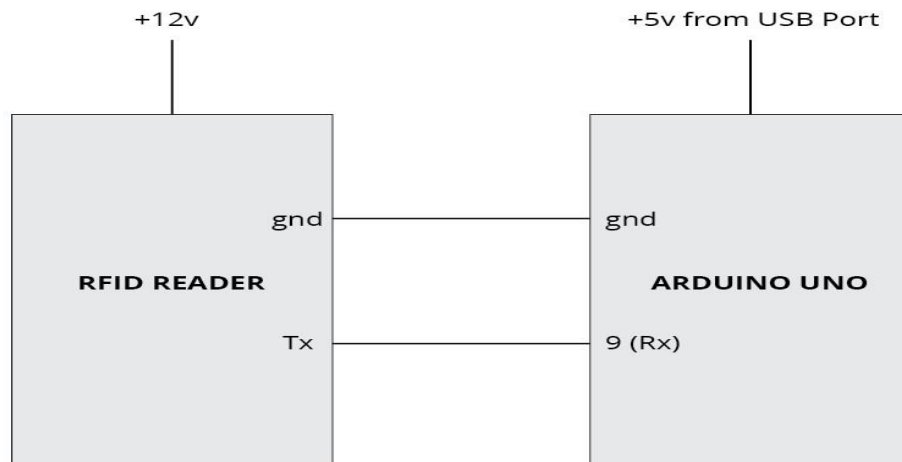 +12v
+5v from USB Port
gnd
gnd
RFID READER
ARDUINO UNO
Tx
9 (Rx)